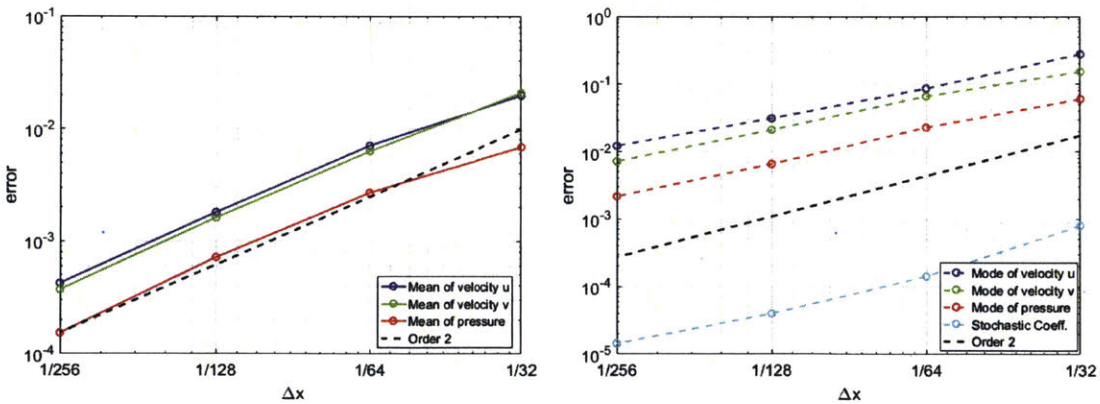 10^-1
10^-2
10^-3
10^-4
error
1/256
1/128
1/64
1/32
Δx
Mean of velocity u
Mean of velocity v
Mean of pressure
Order 2
10^0
10^-1
10^-2
10^-3
10^-4
10^-5
error
1/256
1/128
1/64
1/32
Δx
Mode of velocity u
Mode of velocity v
Mode of pressure
Stochastic Coeff.
Order 2